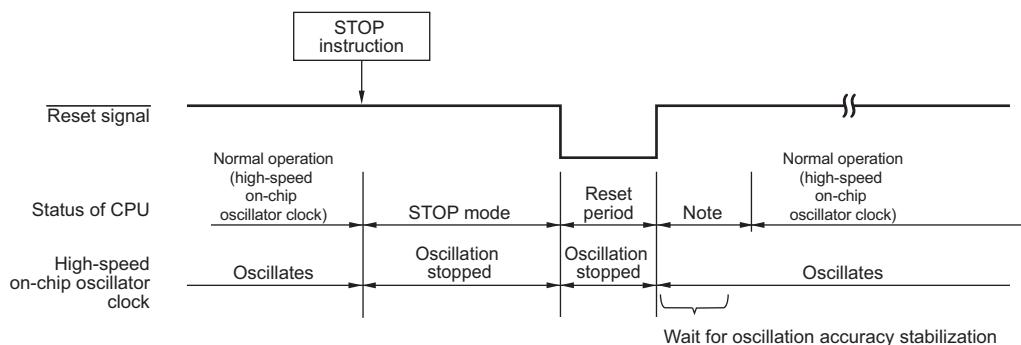 STOP
instruction
Reset signal
Normal operation
(high-speed
on-chip
oscillator clock)
STOP mode
Reset
period
Note
Normal operation
(high-speed
on-chip
oscillator clock)
Status of CPU
High-speed
on-chip oscillator
clock
Oscillates
Oscillation
stopped
Oscillation
stopped
Oscillates
Wait for oscillation accuracy stabilization